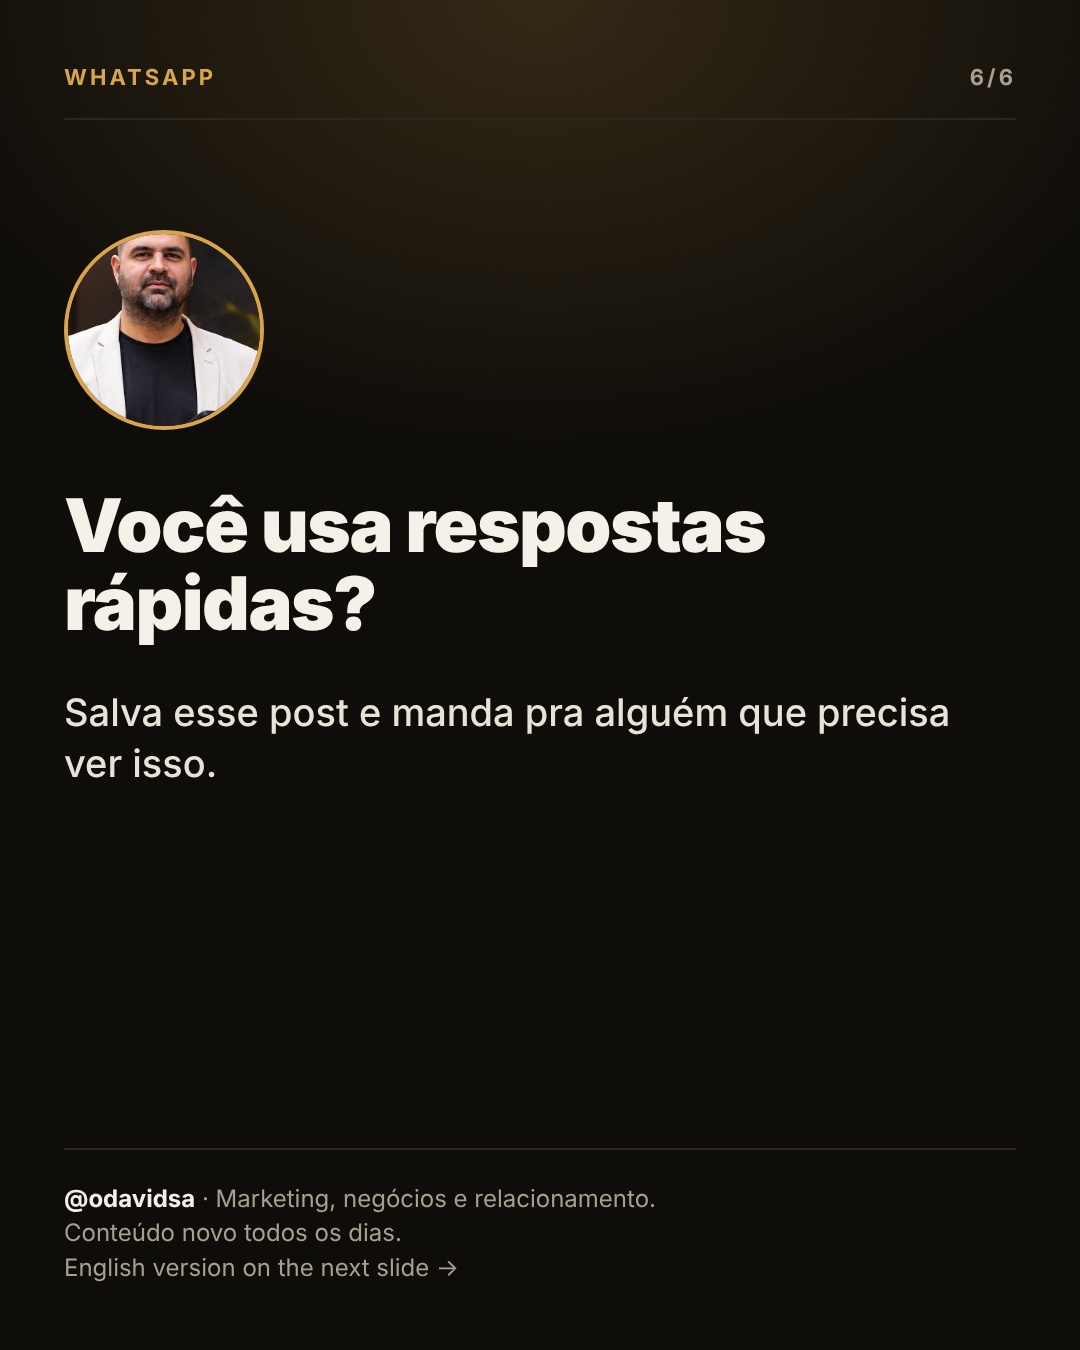 WHATSAPP
6/6
Você usa respostas
rápidas?
Salva esse post e manda pra alguém que precisa
ver isso.
@odavidsa · Marketing, negócios e relacionamento.
Conteúdo novo todos os dias.
English version on the next slide →